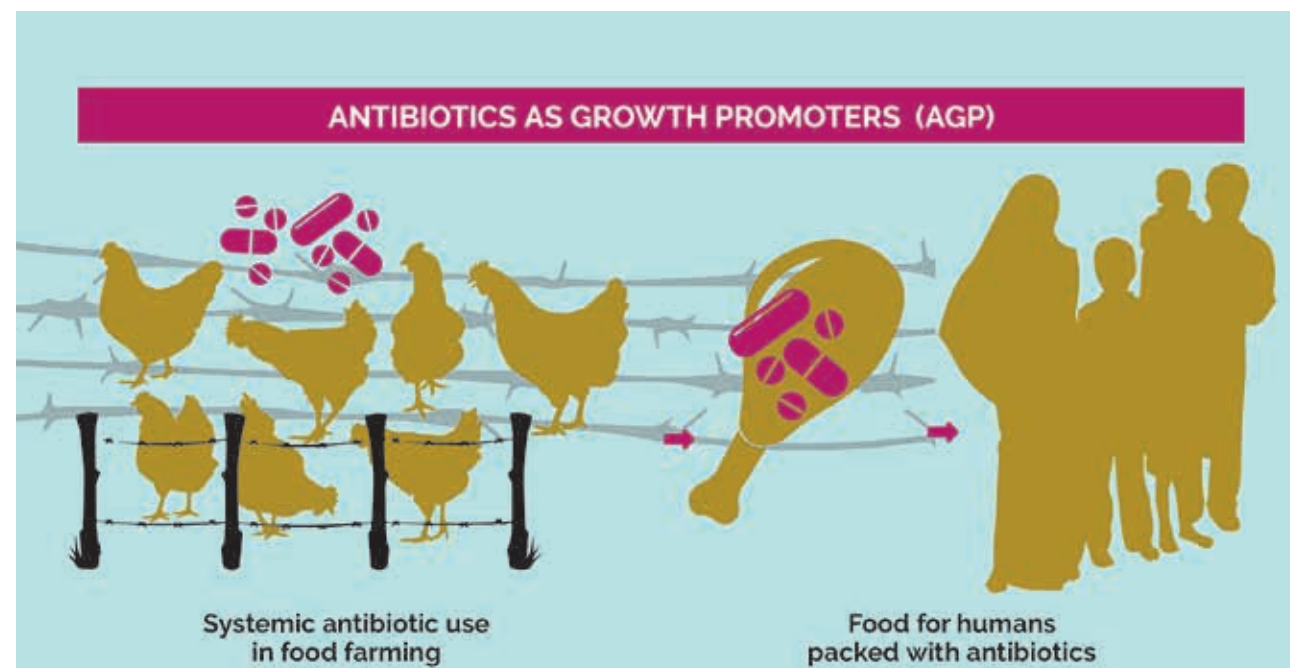 ANTIBIOTICS AS GROWTH PROMOTERS (AGP)
Systemic antibiotic use
in food farming
Food for humans
packed with antibiotics